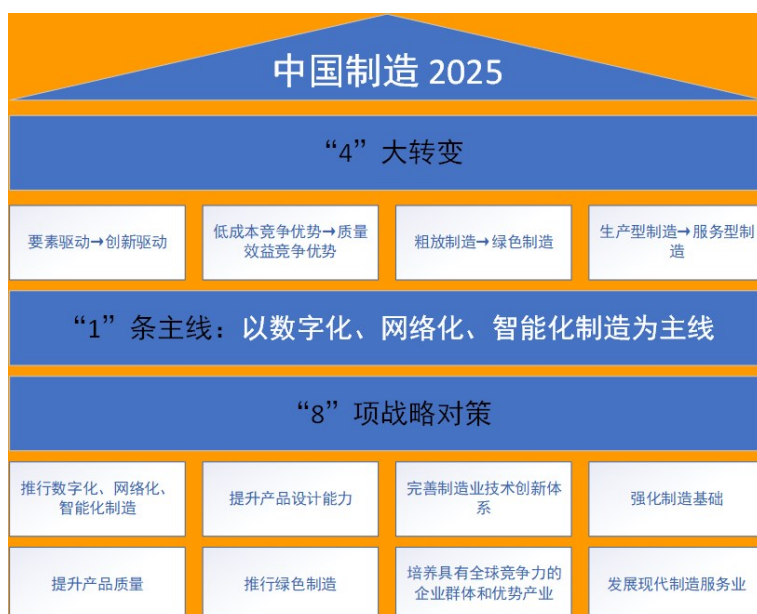 中国制造 2025
“4”大转变
要素驱动→创新驱动
低成本竞争优势→质量
效益竞争优势
粗放制造→绿色制造
生产型制造→服务型制
造
“1”条主线：以数字化、网络化、智能化制造为主线
“8”项战略对策
推行数字化、网络化、
智能化制造
提升产品设计能力
完善制造业技术创新体
系
强化制造基础
提升产品质量
推行绿色制造
培养具有全球竞争力的
企业群体和优势产业
发展现代制造服务业